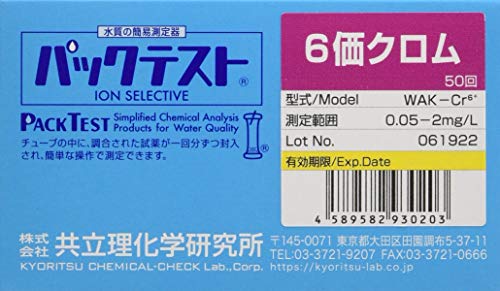 水質の簡易測定器
パックテスト®
ION SELECTIVE
PACKTEST Simplified Chemical Analysis
Products for Water Quality
®
チューブの中に、調合された試薬が一回分ずつ封入
され、簡単な操作で測定できます。
6価クロム
50回
型式/Model WAK-Cr⁶⁺
測定範囲 0.05-2mg/L
Lot No. 061922
有効期限/Exp.Date
4 589582 930203
株式会社 共立理化学研究所
KYORITSU CHEMICAL-CHECK Lab.,Corp.
〒145-0071 東京都大田区田園調布5-37-11
TEL:03-3721-9207 FAX:03-3721-0666
https://kyoritsu-lab.co.jp